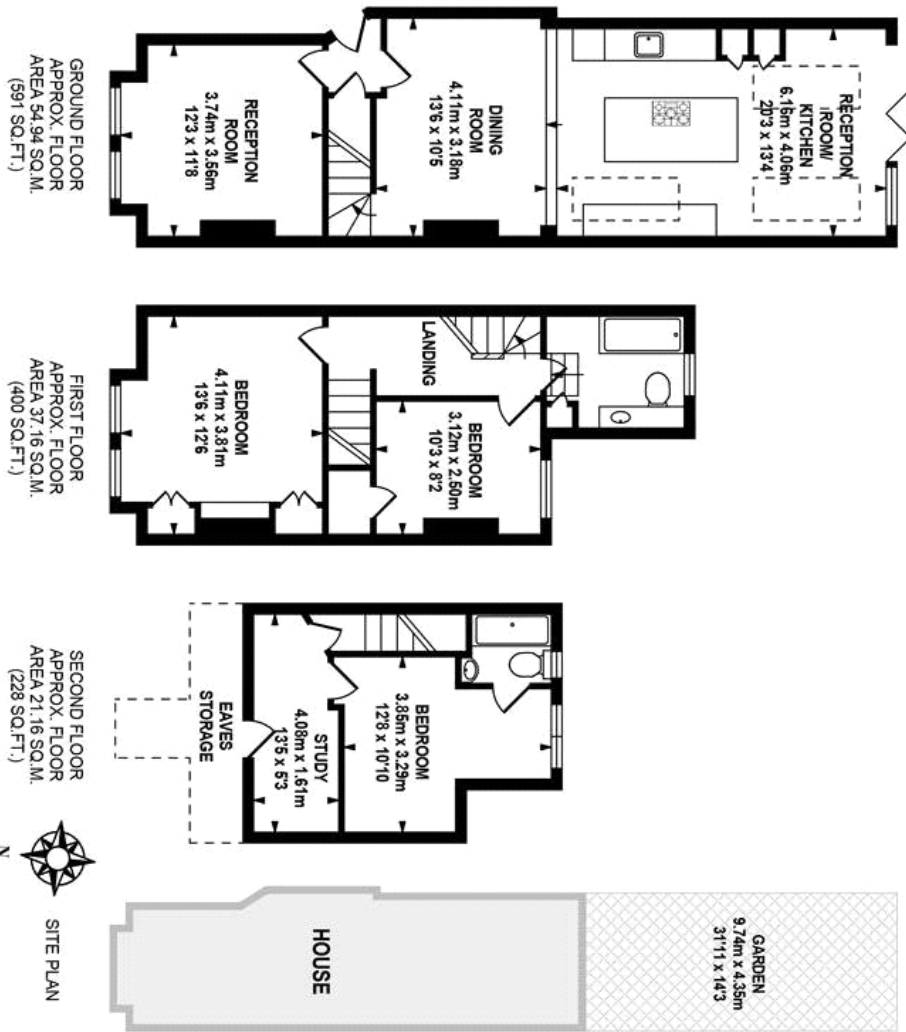 RECEPTION
ROOM/
KITCHEN
6.16m x 4.06m
20'3 x 13'4
DINING
ROOM
4.11m x 3.18m
13'6 x 10'5
RECEPTION
ROOM
3.74m x 3.56m
12'3 x 11'8
GROUND FLOOR
APPROX. FLOOR
AREA 54.94 SQ.M.
(591 SQ.FT.)
LANDING
BEDROOM
3.12m x 2.50m
10'3 x 8'2
BEDROOM
4.11m x 3.81m
13'6 x 12'6
FIRST FLOOR
APPROX. FLOOR
AREA 37.16 SQ.M.
(400 SQ.FT.)
BEDROOM
3.85m x 3.29m
12'8 x 10'10
STUDY
4.08m x 1.61m
13'5 x 5'3
EAVES
STORAGE
SECOND FLOOR
APPROX. FLOOR
AREA 21.16 SQ.M.
(228 SQ.FT.)
GARDEN
9.74m x 4.35m
31'11 x 14'3
HOUSE
N
SITE PLAN